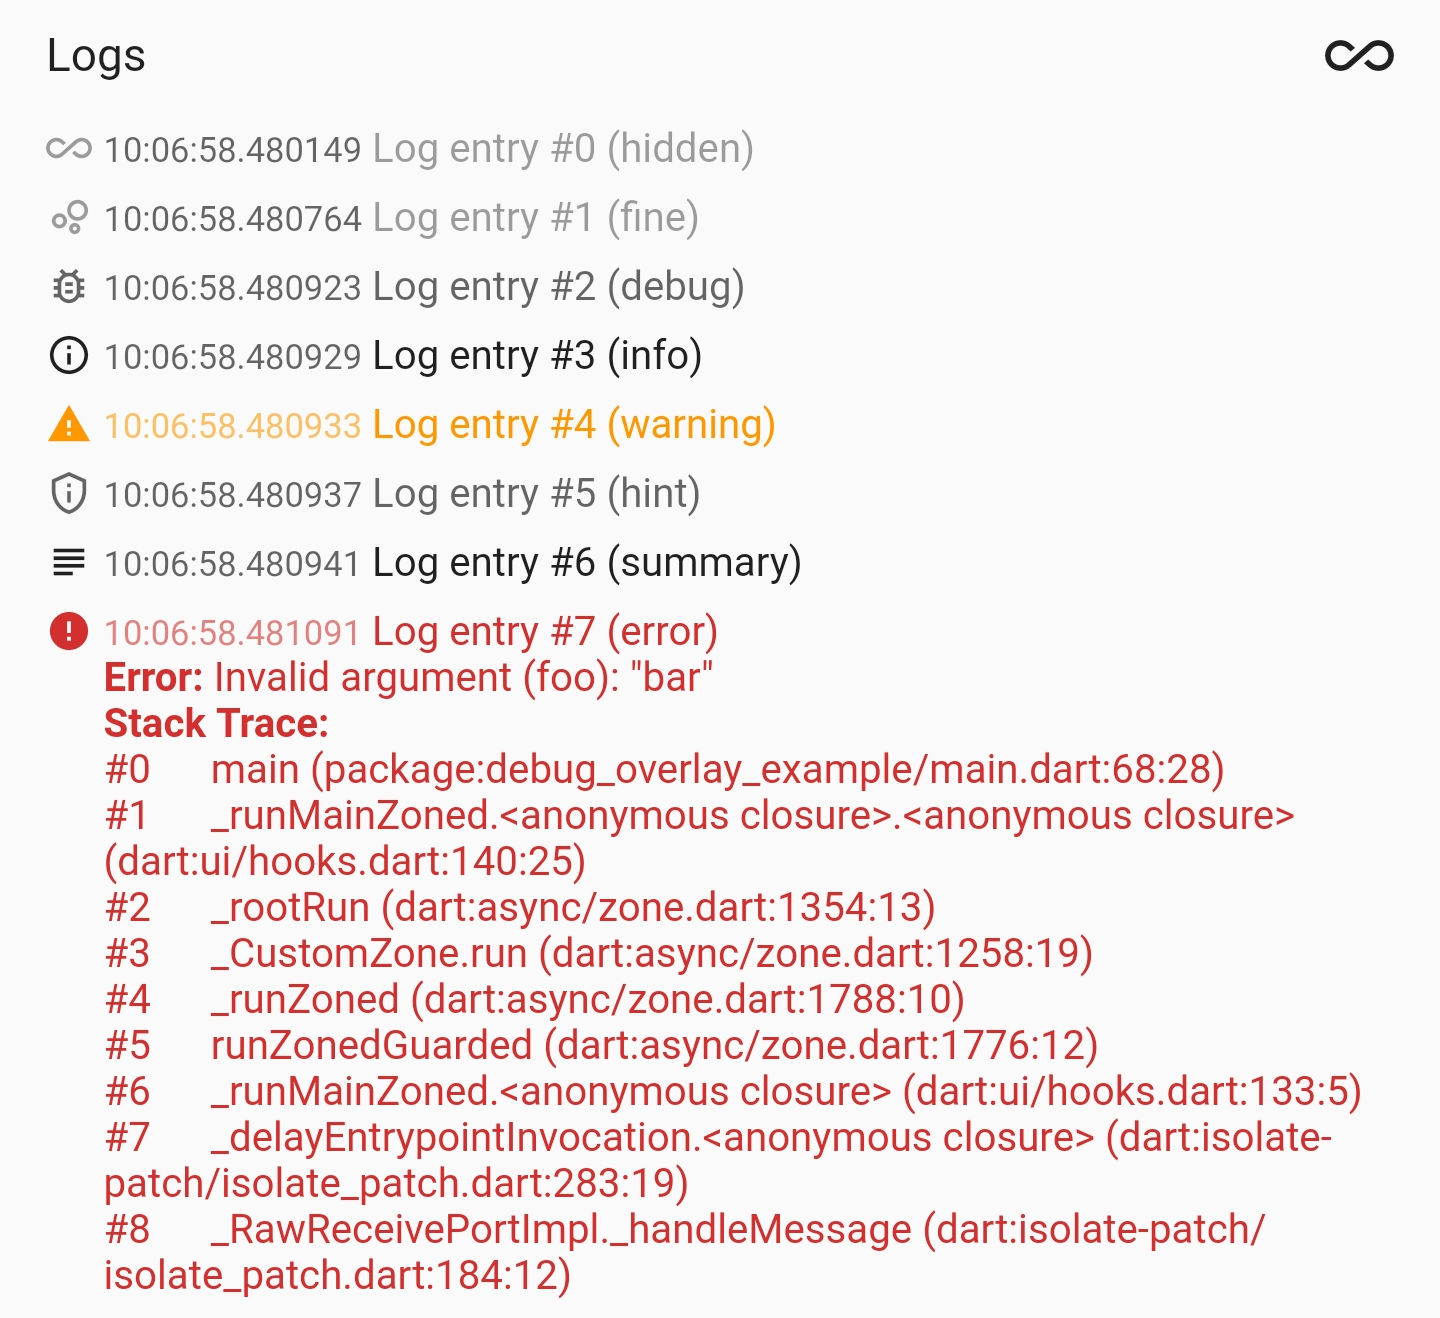 Logs
10:06:58.480149 Log entry #0 (hidden)
10:06:58.480764 Log entry #1 (fine)
10:06:58.480923 Log entry #2 (debug)
10:06:58.480929 Log entry #3 (info)
10:06:58.480933 Log entry #4 (warning)
10:06:58.480937 Log entry #5 (hint)
10:06:58.480941 Log entry #6 (summary)
10:06:58.481091 Log entry #7 (error)
Error: Invalid argument (foo): "bar"
Stack Trace:
#0 main (package:debug_overlay_example/main.dart:68:28)
#1 _runMainZoned.<anonymous closure>.<anonymous closure>
(dart:ui/hooks.dart:140:25)
#2 _rootRun (dart:async/zone.dart:1354:13)
#3 _CustomZone.run (dart:async/zone.dart:1258:19)
#4 _runZoned (dart:async/zone.dart:1788:10)
#5 runZonedGuarded (dart:async/zone.dart:1776:12)
#6 _runMainZoned.<anonymous closure> (dart:ui/hooks.dart:133:5)
#7 _delayEntrypointInvocation.<anonymous closure> (dart:isolate-
patch/isolate_patch.dart:283:19)
#8 _RawReceivePortImpl._handleMessage (dart:isolate-patch/
isolate_patch.dart:184:12)